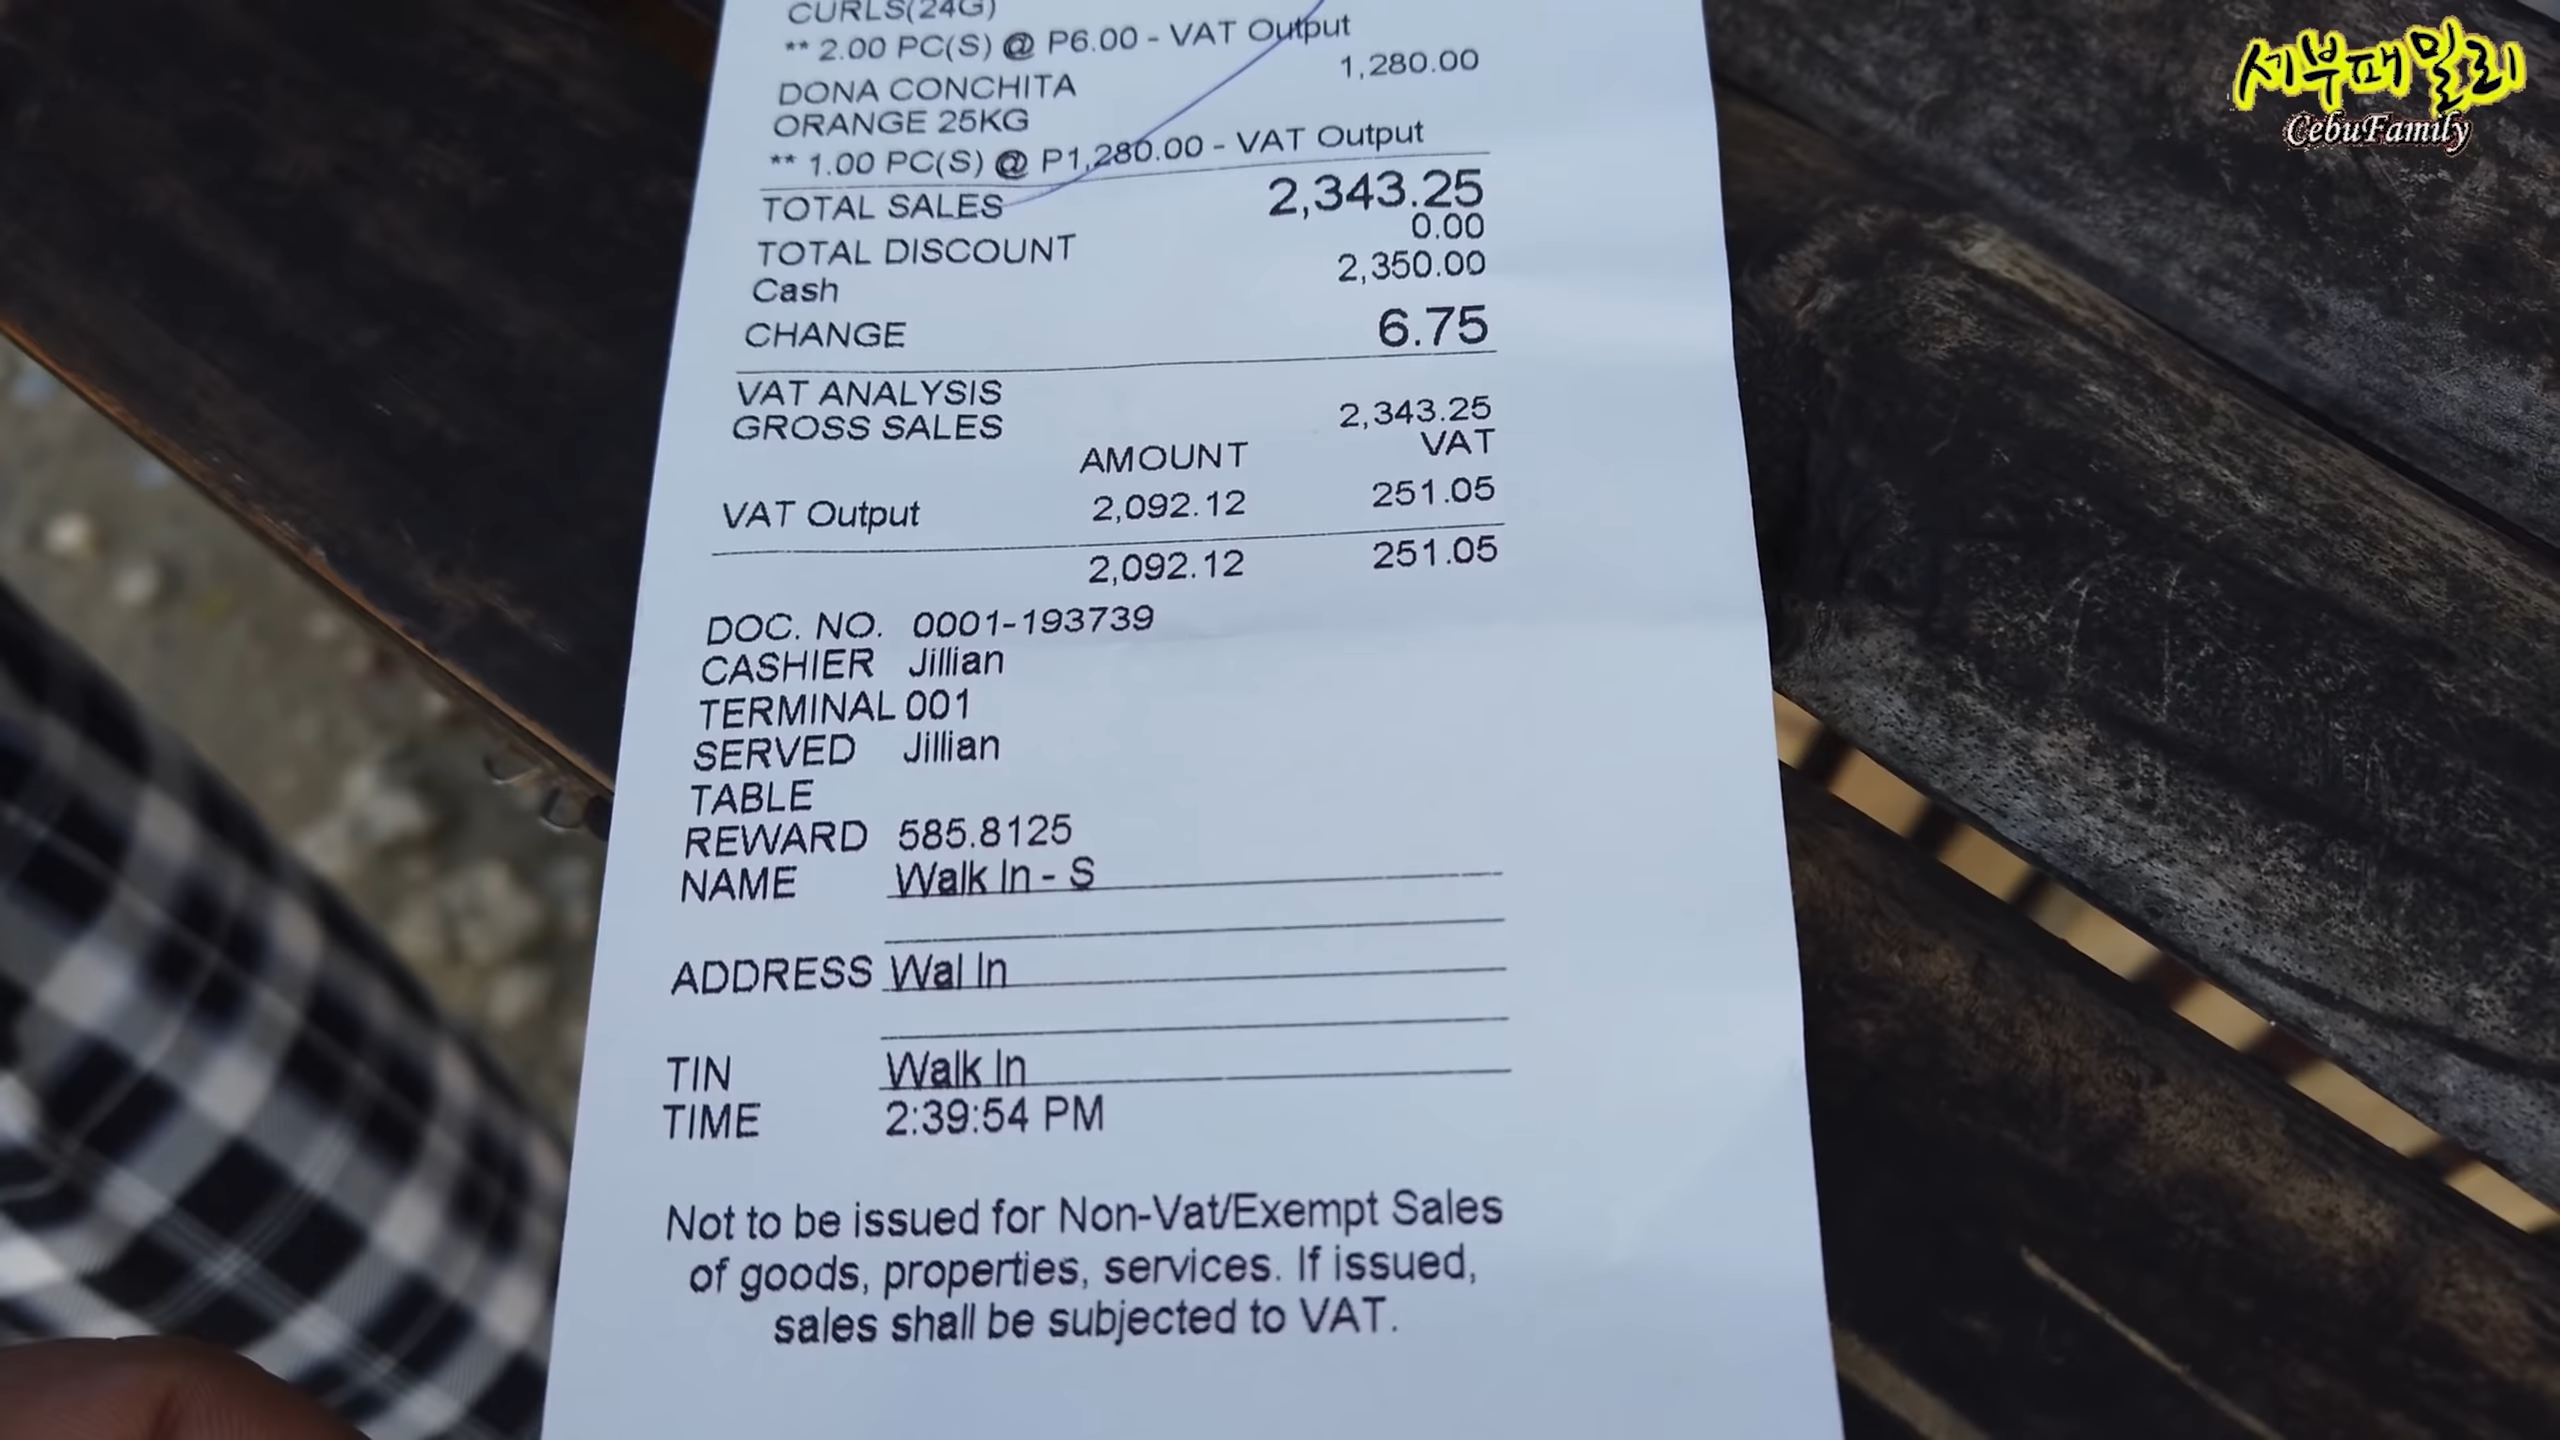 세부패밀리
CebuFamily
CURLS(24G)
** 2.00 PC(S) @ P6.00 - VAT Output
DONA CONCHITA 1,280.00
ORANGE 25KG
** 1.00 PC(S) @ P1,280.00 - VAT Output
TOTAL SALES 2,343.25
TOTAL DISCOUNT 0.00
Cash 2,350.00
CHANGE 6.75
VAT ANALYSIS
GROSS SALES 2,343.25
AMOUNT VAT
VAT Output 2,092.12 251.05
2,092.12 251.05
DOC. NO. 0001-193739
CASHIER Jillian
TERMINAL 001
SERVED Jillian
TABLE
REWARD 585.8125
NAME Walk In - S
ADDRESS Wal In
TIN Walk In
TIME 2:39:54 PM
Not to be issued for Non-Vat/Exempt Sales
of goods, properties, services. If issued,
sales shall be subjected to VAT.